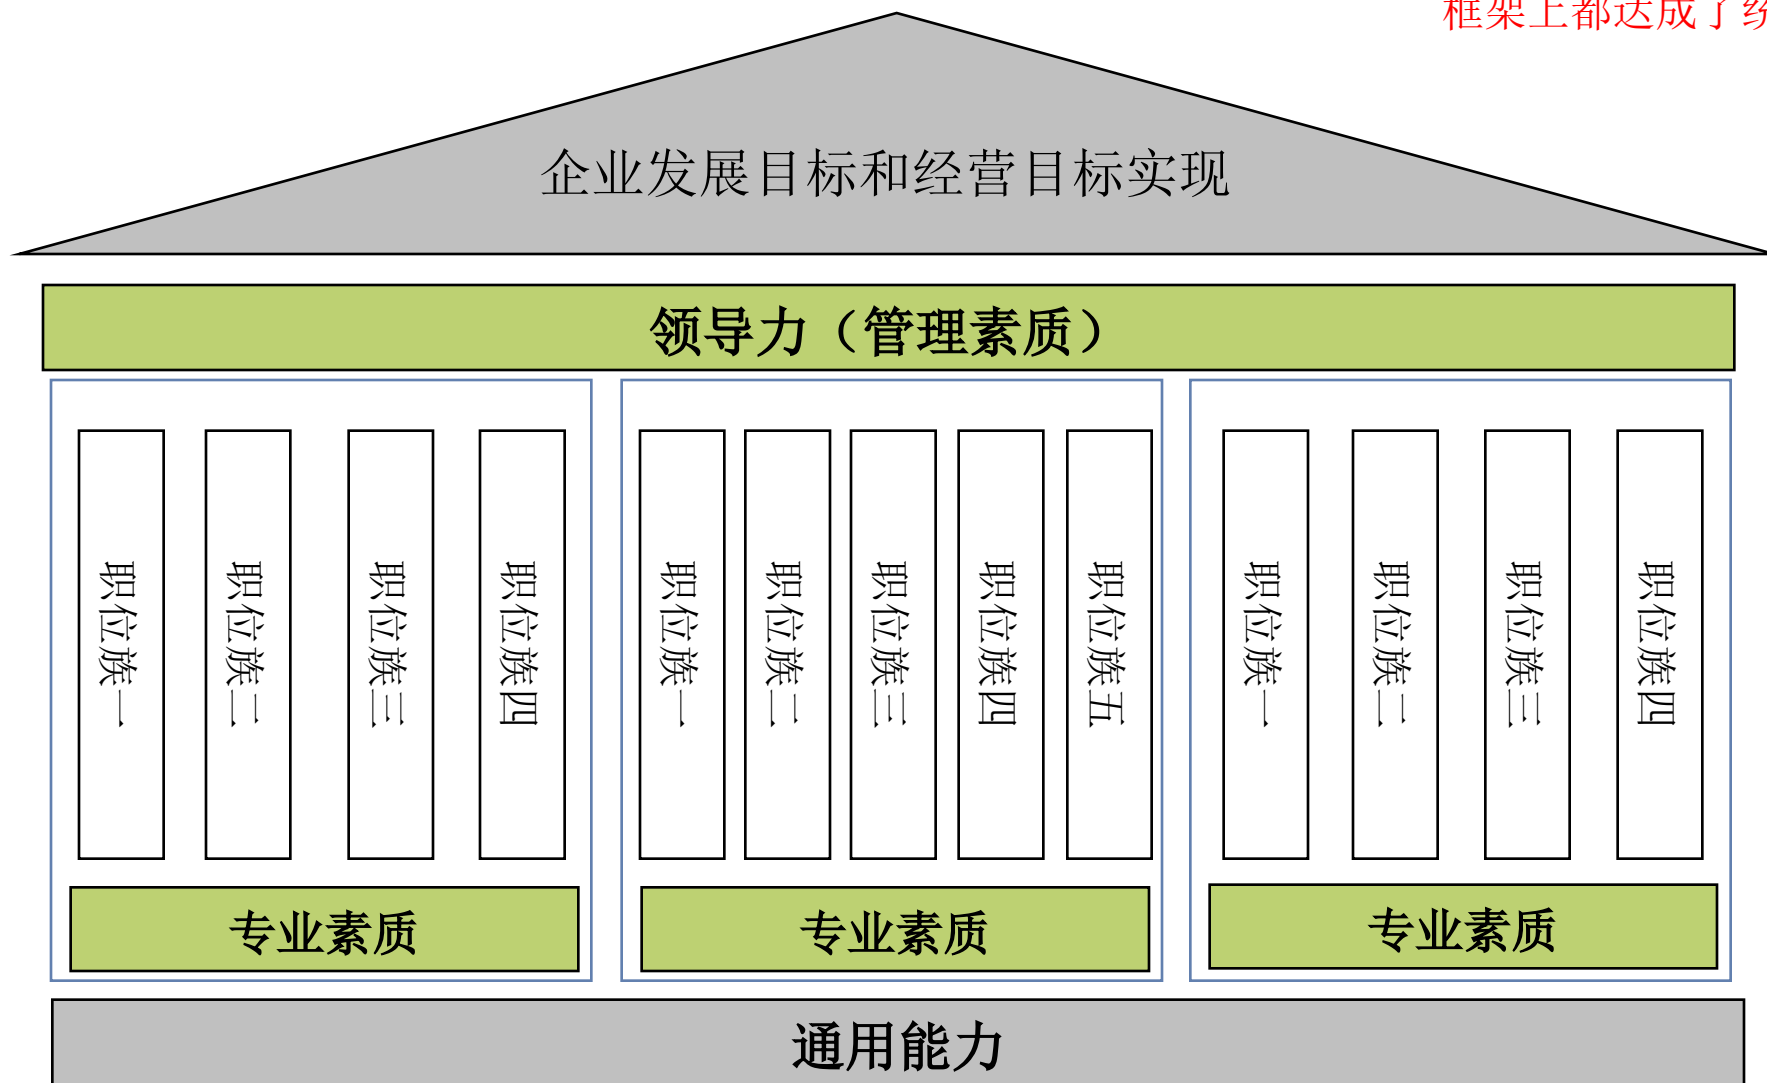 框架上都达成了统
企业发展目标和经营目标实现
领导力（管理素质）
职位族一
职位族二
职位族三
职位族四
职位族一
职位族二
职位族三
职位族四
职位族五
职位族一
职位族二
职位族三
职位族四
专业素质
专业素质
专业素质
通用能力